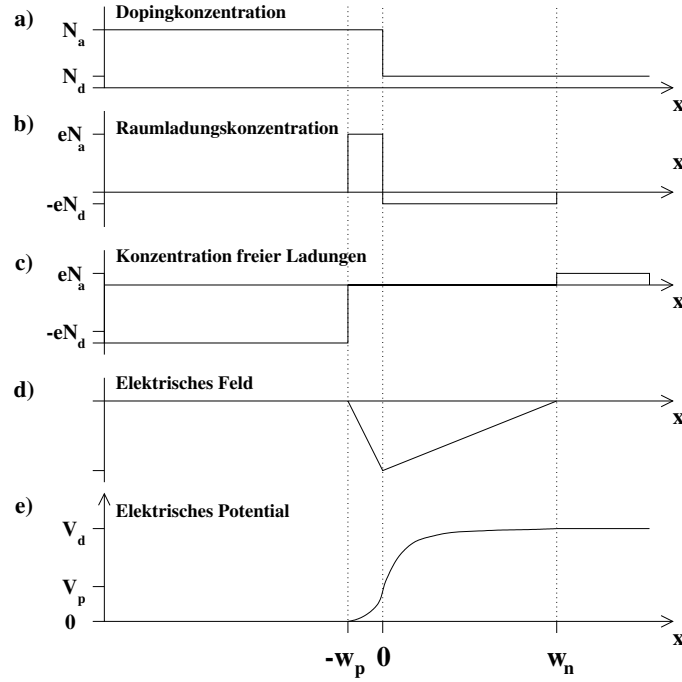 a) Dopingkonzentration
N_a
N_d
x
b) Raumladungskonzentration
eN_a
x
-eN_d
c) Konzentration freier Ladungen
eN_a
x
-eN_d
d) Elektrisches Feld
x
e) Elektrisches Potential
V_d
V_p
0
x
-w_p 0 w_n